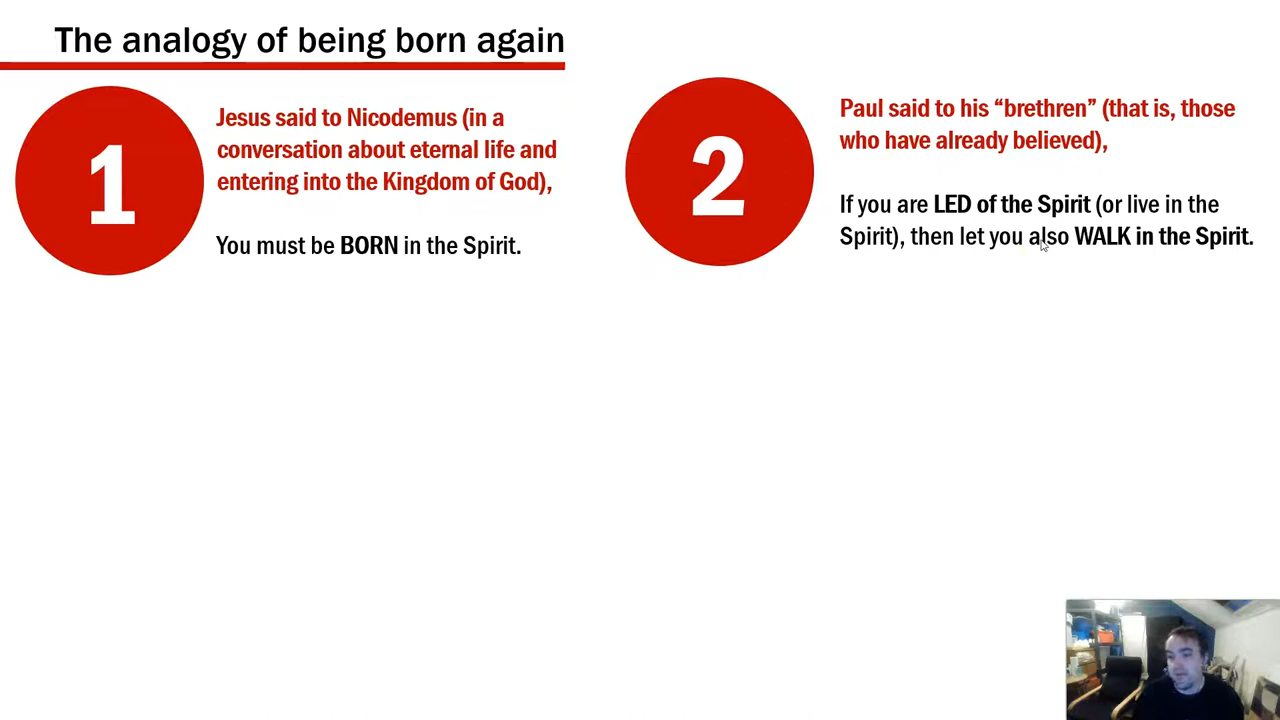 The analogy of being born again
1
Jesus said to Nicodemus (in a
conversation about eternal life and
entering into the Kingdom of God),
You must be BORN in the Spirit.
2
Paul said to his “brethren” (that is, those
who have already believed),
If you are LED of the Spirit (or live in the
Spirit), then let you also WALK in the Spirit.